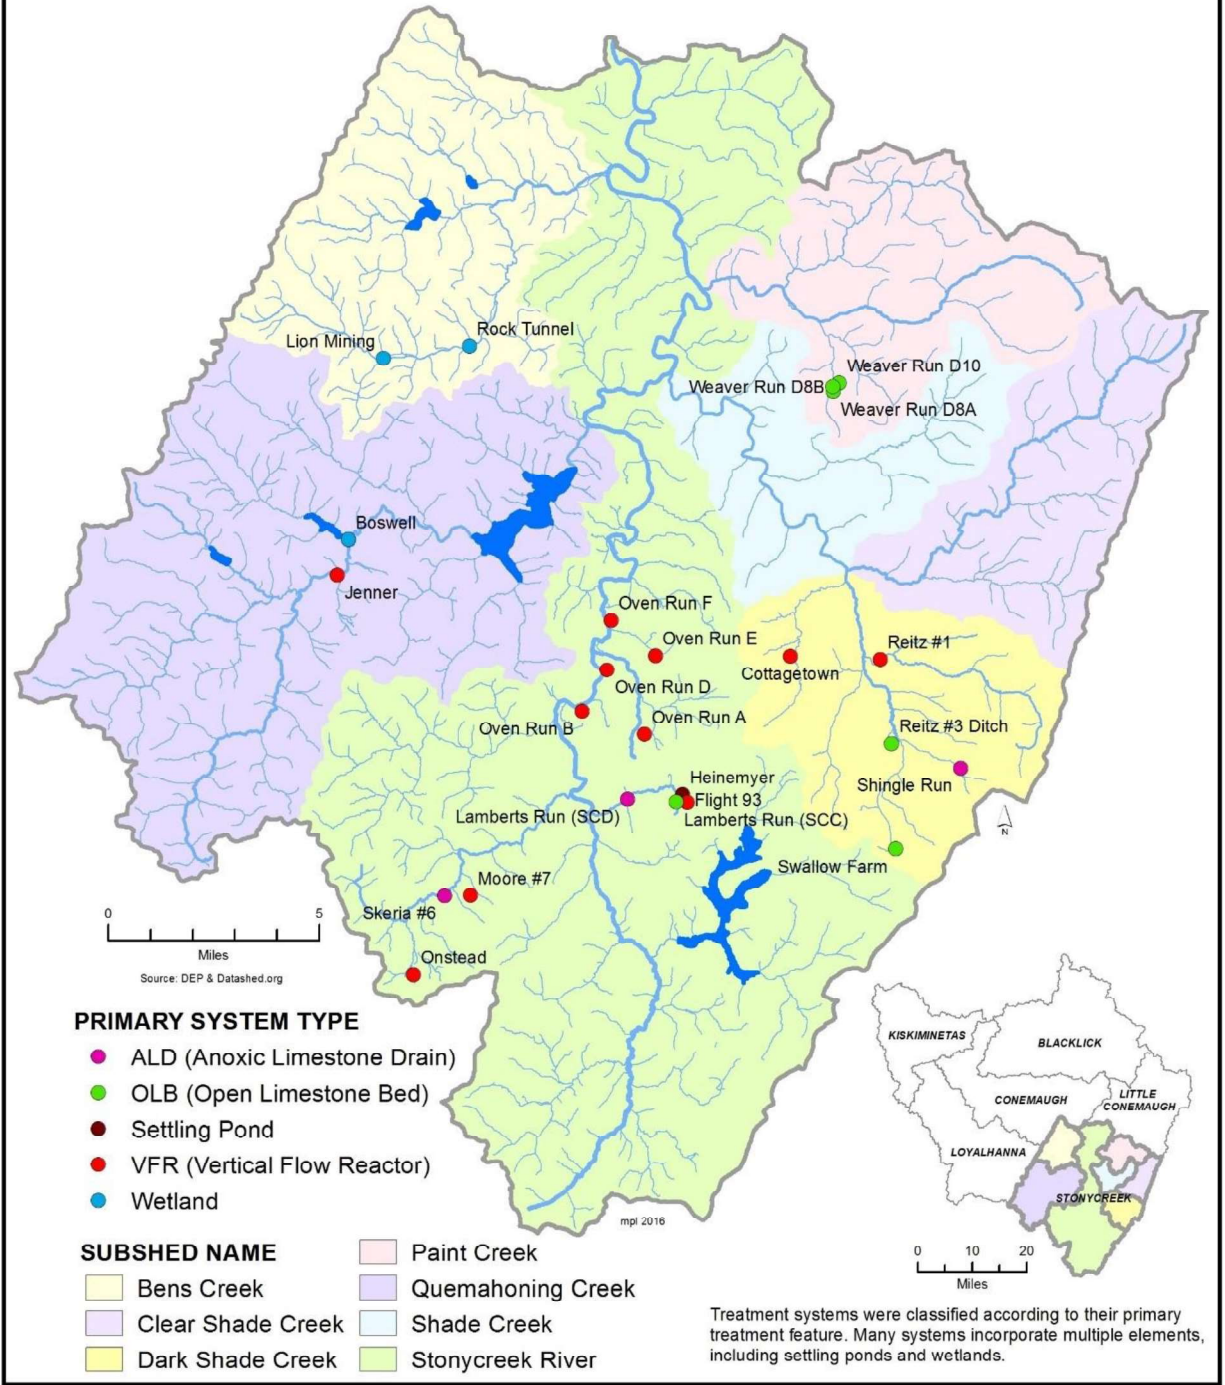 Rock Tunnel
Lion Mining
Weaver Run D10
Weaver Run D8B
Weaver Run D8A
Boswell
Jenner
Oven Run F
Oven Run E
Reitz #1
Cottagetown
Oven Run D
Oven Run A
Oven Run B
Reitz #3 Ditch
Heinemyer
Shingle Run
Flight 93
Lamberts Run (SCD)
Lamberts Run (SCC)
N
Swallow Farm
Moore #7
Skeria #6
Onstead
0 5
Miles
Source: DEP & Datashed.org
PRIMARY SYSTEM TYPE
ALD (Anoxic Limestone Drain)
OLB (Open Limestone Bed)
Settling Pond
VFR (Vertical Flow Reactor)
Wetland
mpl 2016
SUBSHED NAME
Bens Creek
Clear Shade Creek
Dark Shade Creek
Paint Creek
Quemahoning Creek
Shade Creek
Stonycreek River
KISKIMINETAS
BLACKLICK
CONEMAUGH
LITTLE
CONEMAUGH
LOYALHANNA
STONYCREEK
0 10 20
Miles
Treatment systems were classified according to their primary
treatment feature. Many systems incorporate multiple elements,
including settling ponds and wetlands.